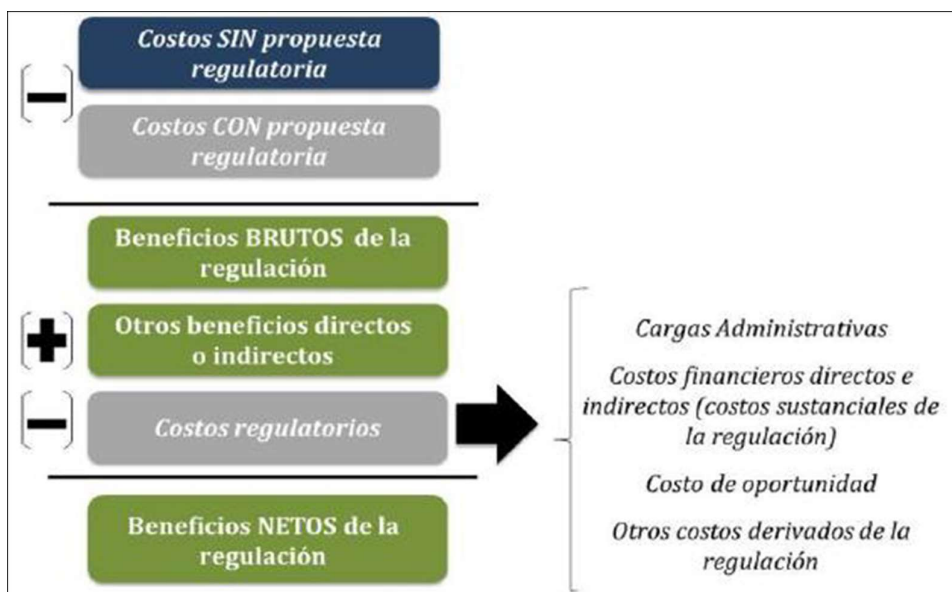 Costos SIN propuesta
regulatoria
Costos CON propuesta
regulatoria
Beneficios BRUTOS de la
regulación
Otros beneficios directos
o indirectos
Costos regulatorios
Beneficios NETOS de la
regulación
Cargas Administrativas
Costos financieros directos e
indirectos (costos sustanciales de
la regulación)
Costo de oportunidad
Otros costos derivados de la
regulación